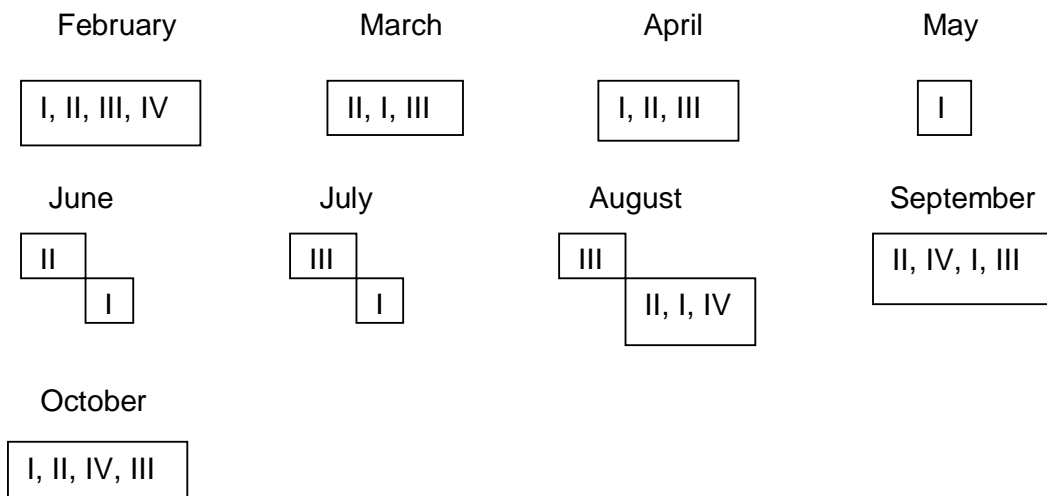 February March April May
I, II, III, IV II, I, III I, II, III I
June July August September
II III III II, IV, I, III
I I II, I, IV
October
I, II, IV, III